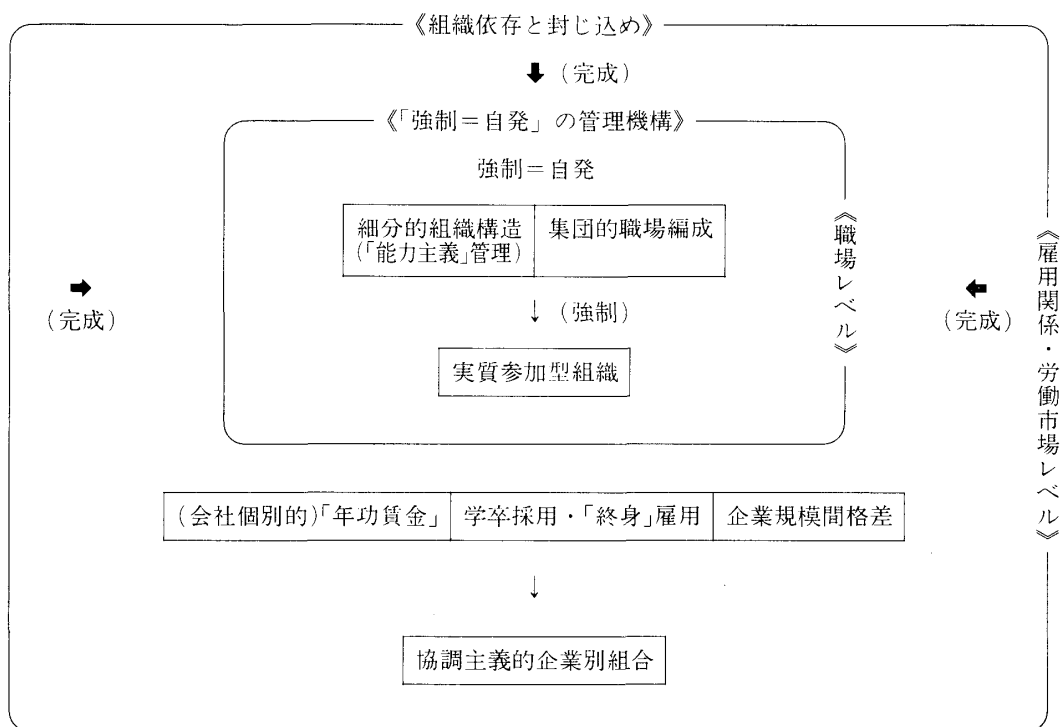 《組織依存と封じ込め》
(完成)
《「強制=自発」の管理機構》
強制=自発
細分的組織構造
(「能力主義」管理)
集団的職場編成
(強制)
実質参加型組織
《職場レベル》
(完成)
(完成)
《雇用関係・労働市場レベル》
(会社個別的)「年功賃金」
学卒採用・「終身」雇用
企業規模間格差
協調主義的企業別組合